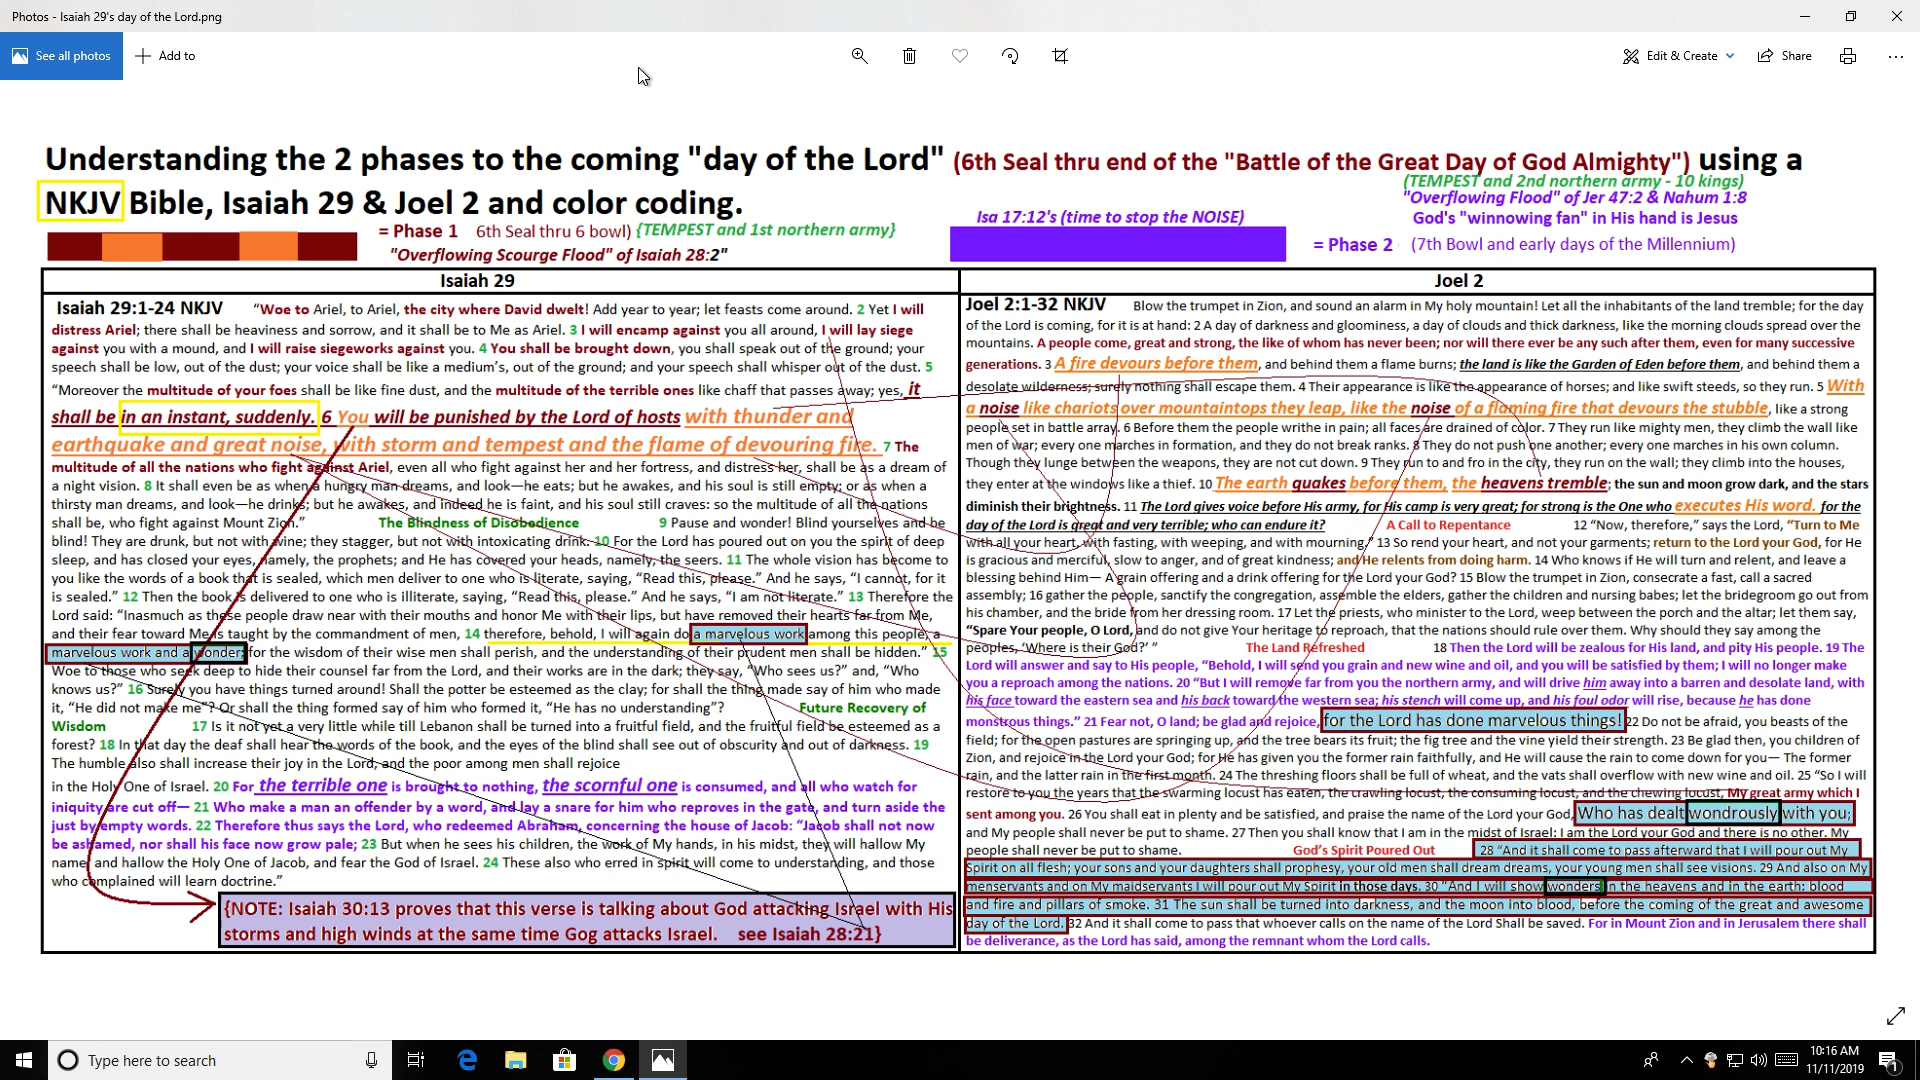 Photos - Isaiah 29's day of the Lord.png
See all photos
Add to
Edit & Create
Share
Understanding the 2 phases to the coming "day of the Lord" (6th Seal thru end of the "Battle of the Great Day of God Almighty") using a
NKJV Bible, Isaiah 29 & Joel 2 and color coding.
(TEMPEST and 2nd northern army - 10 kings)
"Overflowing Flood" of Jer 47:2 & Nahum 1:8
God's "winnowing fan" in His hand is Jesus
= Phase 1 6th Seal thru 6 bowl) {TEMPEST and 1st northern army}
"Overflowing Scourge Flood" of Isaiah 28:2"
Isa 17:12's (time to stop the NOISE)
= Phase 2 (7th Bowl and early days of the Millennium)
Isaiah 29
Isaiah 29:1-24 NKJV "Woe to Ariel, to Ariel, the city where David dwelt! Add year to year; let feasts come around. 2 Yet I will
distress Ariel; there shall be heaviness and sorrow, and it shall be to Me as Ariel. 3 I will encamp against you all around, I will lay siege
against you with a mound, and I will raise siegeworks against you. 4 You shall be brought down, you shall speak out of the ground; your
speech shall be low, out of the dust; your voice shall be like a medium's, out of the ground; and your speech shall whisper out of the dust. 5
"Moreover the multitude of your foes shall be like fine dust, and the multitude of the terrible ones like chaff that passes away; yes, it
shall be in an instant, suddenly. 6 You will be punished by the Lord of hosts with thunder and
earthquake and great noise, with storm and tempest and the flame of devouring fire. 7 The
multitude of all the nations who fight against Ariel, even all who fight against her and her fortress, and distress her, shall be as a dream of
a night vision. 8 It shall even be as when a hungry man dreams, and look—he eats; but he awakes, and his soul is still empty; or as when a
thirsty man dreams, and look—he drinks; but he awakes, and indeed he is faint, and his soul still craves: so the multitude of all the nations
shall be, who fight against Mount Zion." The Blindness of Disobedience 9 Pause and wonder! Blind yourselves and be
blind! They are drunk, but not with wine; they stagger, but not with intoxicating drink. 10 For the Lord has poured out on you the spirit of deep
sleep, and has closed your eyes, namely, the prophets; and He has covered your heads, namely, the seers. 11 The whole vision has become to
you like the words of a book that is sealed, which men deliver to one who is literate, saying, "Read this, please." And he says, "I cannot, for it
is sealed." 12 Then the book is delivered to one who is illiterate, saying, "Read this, please." And he says, "I am not literate." 13 Therefore the
Lord said: "Inasmuch as these people draw near with their mouths and honor Me with their lips, but have removed their hearts far from Me,
and their fear toward Me is taught by the commandment of men, 14 therefore, behold, I will again do a marvelous work among this people, a
marvelous work and a wonder; for the wisdom of their wise men shall perish, and the understanding of their prudent men shall be hidden." 15
Woe to those who seek deep to hide their counsel far from the Lord, and their works are in the dark; they say, "Who sees us?" and, "Who
knows us?" 16 Surely you have things turned around! Shall the potter be esteemed as the clay; for shall the thing made say of him who made
it, "He did not make me"? Or shall the thing formed say of him who formed it, "He has no understanding"? Future Recovery of
Wisdom 17 Is it not yet a very little while till Lebanon shall be turned into a fruitful field, and the fruitful field be esteemed as a
forest? 18 In that day the deaf shall hear the words of the book, and the eyes of the blind shall see out of obscurity and out of darkness. 19
The humble also shall increase their joy in the Lord, and the poor among men shall rejoice
in the Holy One of Israel. 20 For the terrible one is brought to nothing, the scornful one is consumed, and all who watch for
iniquity are cut off— 21 Who make a man an offender by a word, and lay a snare for him who reproves in the gate, and turn aside the
just by empty words. 22 Therefore thus says the Lord, who redeemed Abraham, concerning the house of Jacob: "Jacob shall not now
be ashamed, nor shall his face now grow pale; 23 But when he sees his children, the work of My hands, in his midst, they will hallow My
name, and hallow the Holy One of Jacob, and fear the God of Israel. 24 These also who erred in spirit will come to understanding, and those
who complained will learn doctrine."
{NOTE: Isaiah 30:13 proves that this verse is talking about God attacking Israel with His
storms and high winds at the same time Gog attacks Israel. see Isaiah 28:21}
Joel 2
Joel 2:1-32 NKJV Blow the trumpet in Zion, and sound an alarm in My holy mountain! Let all the inhabitants of the land tremble; for the day
of the Lord is coming, for it is at hand: 2 A day of darkness and gloominess, a day of clouds and thick darkness, like the morning clouds spread over the
mountains. A people come, great and strong, the like of whom has never been; nor will there ever be any such after them, even for many successive
generations. 3 A fire devours before them, and behind them a flame burns; the land is like the Garden of Eden before them, and behind them a
desolate wilderness; surely nothing shall escape them. 4 Their appearance is like the appearance of horses; and like swift steeds, so they run. 5 With
a noise like chariots over mountaintops they leap, like the noise of a flaming fire that devours the stubble, like a strong
people set in battle array. 6 Before them the people writhe in pain; all faces are drained of color. 7 They run like mighty men, they climb the wall like
men of war; every one marches in formation, and they do not break ranks. 8 They do not push one another; every one marches in his own column.
Though they lunge between the weapons, they are not cut down. 9 They run to and fro in the city, they run on the wall; they climb into the houses,
they enter at the windows like a thief. 10 The earth quakes before them, the heavens tremble; the sun and moon grow dark, and the stars
diminish their brightness. 11 The Lord gives voice before His army, for His camp is very great; for strong is the One who executes His word. for the
day of the Lord is great and very terrible; who can endure it? A Call to Repentance 12 "Now, therefore," says the Lord, "Turn to Me
with all your heart, with fasting, with weeping, and with mourning." 13 So rend your heart, and not your garments; return to the Lord your God, for He
is gracious and merciful, slow to anger, and of great kindness; and He relents from doing harm. 14 Who knows if He will turn and relent, and leave a
blessing behind Him— A grain offering and a drink offering for the Lord your God? 15 Blow the trumpet in Zion, consecrate a fast, call a sacred
assembly; 16 gather the people, sanctify the congregation, assemble the elders, gather the children and nursing babes; let the bridegroom go out from
his chamber, and the bride from her dressing room. 17 Let the priests, who minister to the Lord, weep between the porch and the altar; let them say,
"Spare Your people, O Lord, and do not give Your heritage to reproach, that the nations should rule over them. Why should they say among the
peoples, 'Where is their God?' " The Land Refreshed 18 Then the Lord will be zealous for His land, and pity His people. 19 The
Lord will answer and say to His people, "Behold, I will send you grain and new wine and oil, and you will be satisfied by them; I will no longer make
you a reproach among the nations. 20 "But I will remove far from you the northern army, and will drive him away into a barren and desolate land, with
his face toward the eastern sea and his back toward the western sea; his stench will come up, and his foul odor will rise, because he has done
monstrous things." 21 Fear not, O land; be glad and rejoice, for the Lord has done marvelous things! 22 Do not be afraid, you beasts of the
field; for the open pastures are springing up, and the tree bears its fruit; the fig tree and the vine yield their strength. 23 Be glad then, you children of
Zion, and rejoice in the Lord your God; for He has given you the former rain faithfully, and He will cause the rain to come down for you— The former
rain, and the latter rain in the first month. 24 The threshing floors shall be full of wheat, and the vats shall overflow with new wine and oil. 25 "So I will
restore to you the years that the swarming locust has eaten, the crawling locust, the consuming locust, and the chewing locust, My great army which I
sent among you. 26 You shall eat in plenty and be satisfied, and praise the name of the Lord your God, Who has dealt wondrously with you;
and My people shall never be put to shame. 27 Then you shall know that I am in the midst of Israel: I am the Lord your God and there is no other. My
people shall never be put to shame. God's Spirit Poured Out 28 "And it shall come to pass afterward that I will pour out My
Spirit on all flesh; your sons and your daughters shall prophesy, your old men shall dream dreams, your young men shall see visions. 29 And also on My
menservants and on My maidservants I will pour out My Spirit in those days. 30 "And I will show wonders in the heavens and in the earth: blood
and fire and pillars of smoke. 31 The sun shall be turned into darkness, and the moon into blood, before the coming of the great and awesome
day of the Lord. 32 And it shall come to pass that whoever calls on the name of the Lord Shall be saved. For in Mount Zion and in Jerusalem there shall
be deliverance, as the Lord has said, among the remnant whom the Lord calls.
Type here to search
10:16 AM
11/11/2019
1